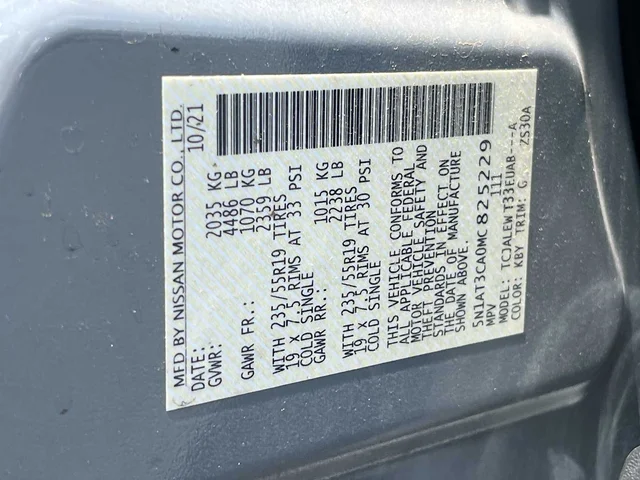 MFD BY NISSAN MOTOR CO., LTD.
DATE: 10/21
GVWR: 2035 KG
4486 LB
GAWR FR.: 1070 KG
2359 LB
WITH 235/55R19 TIRES
19 X 7.5 RIMS AT 33 PSI
COLD SINGLE
GAWR RR.: 1015 KG
2238 LB
WITH 235/55R19 TIRES
19 X 7.5 RIMS AT 30 PSI
COLD SINGLE
THIS VEHICLE CONFORMS TO
ALL APPLICABLE FEDERAL
MOTOR VEHICLE SAFETY AND
THEFT PREVENTION
STANDARDS IN EFFECT ON
THE DATE OF MANUFACTURE
SHOWN ABOVE.
5N1AT3CA0MC 825229
MPV 111
MODEL: TCJALEW T33EUAB----A
COLOR: KBY TRIM: G ZS30A